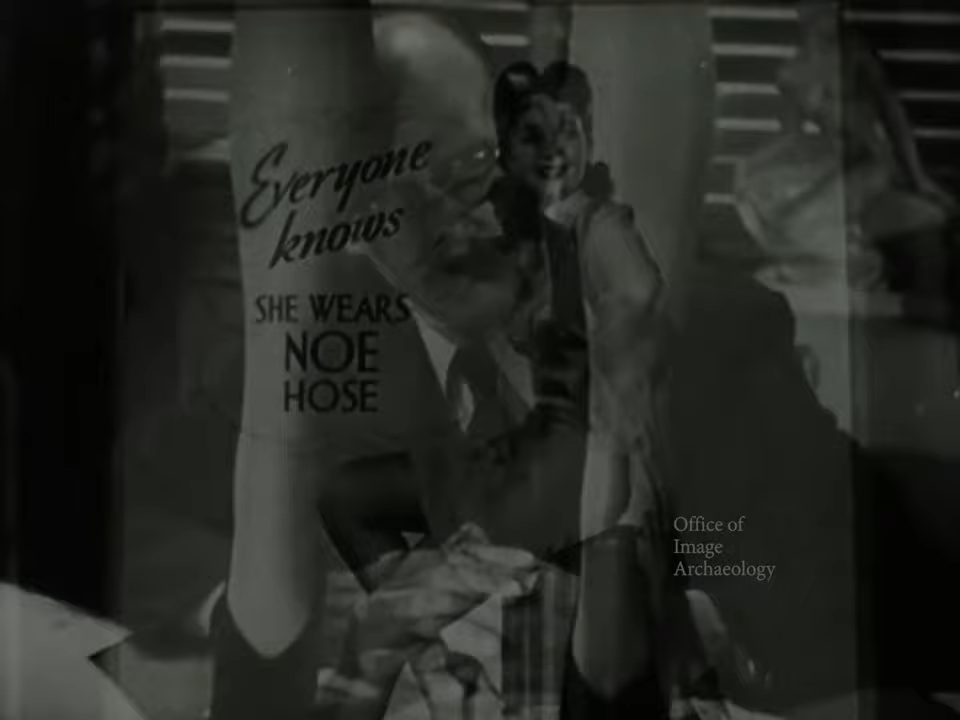 Everyone
knows
SHE WEARS
NOE
HOSE
Office of
Image
Archaeology